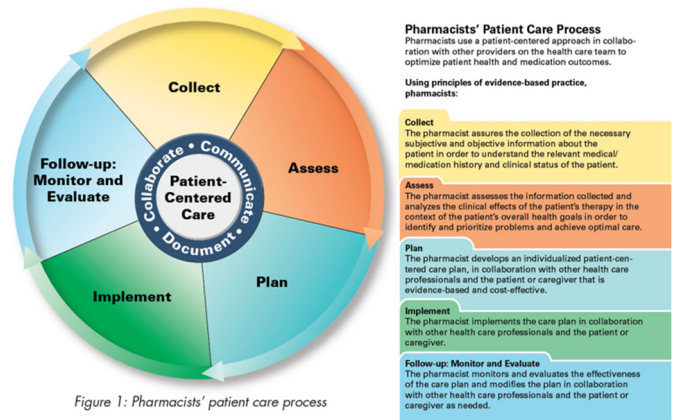 Collect
Assess
Plan
Implement
Follow-up:
Monitor and
Evaluate
Collaborate • Communicate • Document •
Patient-
Centered
Care
Figure 1: Pharmacists' patient care process
Pharmacists' Patient Care Process
Pharmacists use a patient-centered approach in collabo-
ration with other providers on the health care team to
optimize patient health and medication outcomes.
Using principles of evidence-based practice,
pharmacists:
Collect
The pharmacist assures the collection of the necessary
subjective and objective information about the
patient in order to understand the relevant medical/
medication history and clinical status of the patient.
Assess
The pharmacist assesses the information collected and
analyzes the clinical effects of the patient's therapy in the
context of the patient's overall health goals in order to
identify and prioritize problems and achieve optimal care.
Plan
The pharmacist develops an individualized patient-cen-
tered care plan, in collaboration with other health care
professionals and the patient or caregiver that is
evidence-based and cost-effective.
Implement
The pharmacist implements the care plan in collaboration
with other health care professionals and the patient or
caregiver.
Follow-up: Monitor and Evaluate
The pharmacist monitors and evaluates the effectiveness
of the care plan and modifies the plan in collaboration
with other health care professionals and the patient or
caregiver as needed.